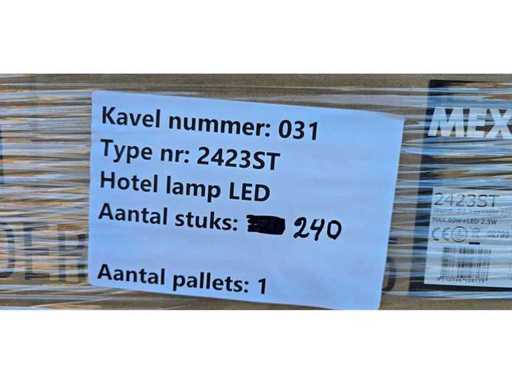 Kavel nummer: 031
Type nr: 2423ST
Hotel lamp LED
Aantal stuks: 240
Aantal pallets: 1
MEX
2423ST